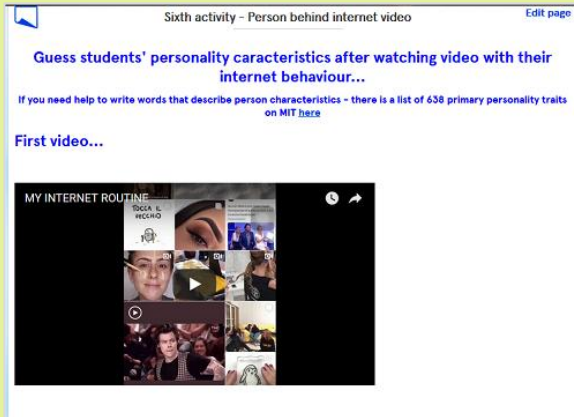 Sixth activity - Person behind internet video
Edit page
Guess students' personality caracteristics after watching video with their
internet behaviour...
If you need help to write words that describe person characteristics - there is a list of 638 primary personality traits
on MIT here
First video...
MY INTERNET ROUTINE
TOCCA IL
VECCHIO